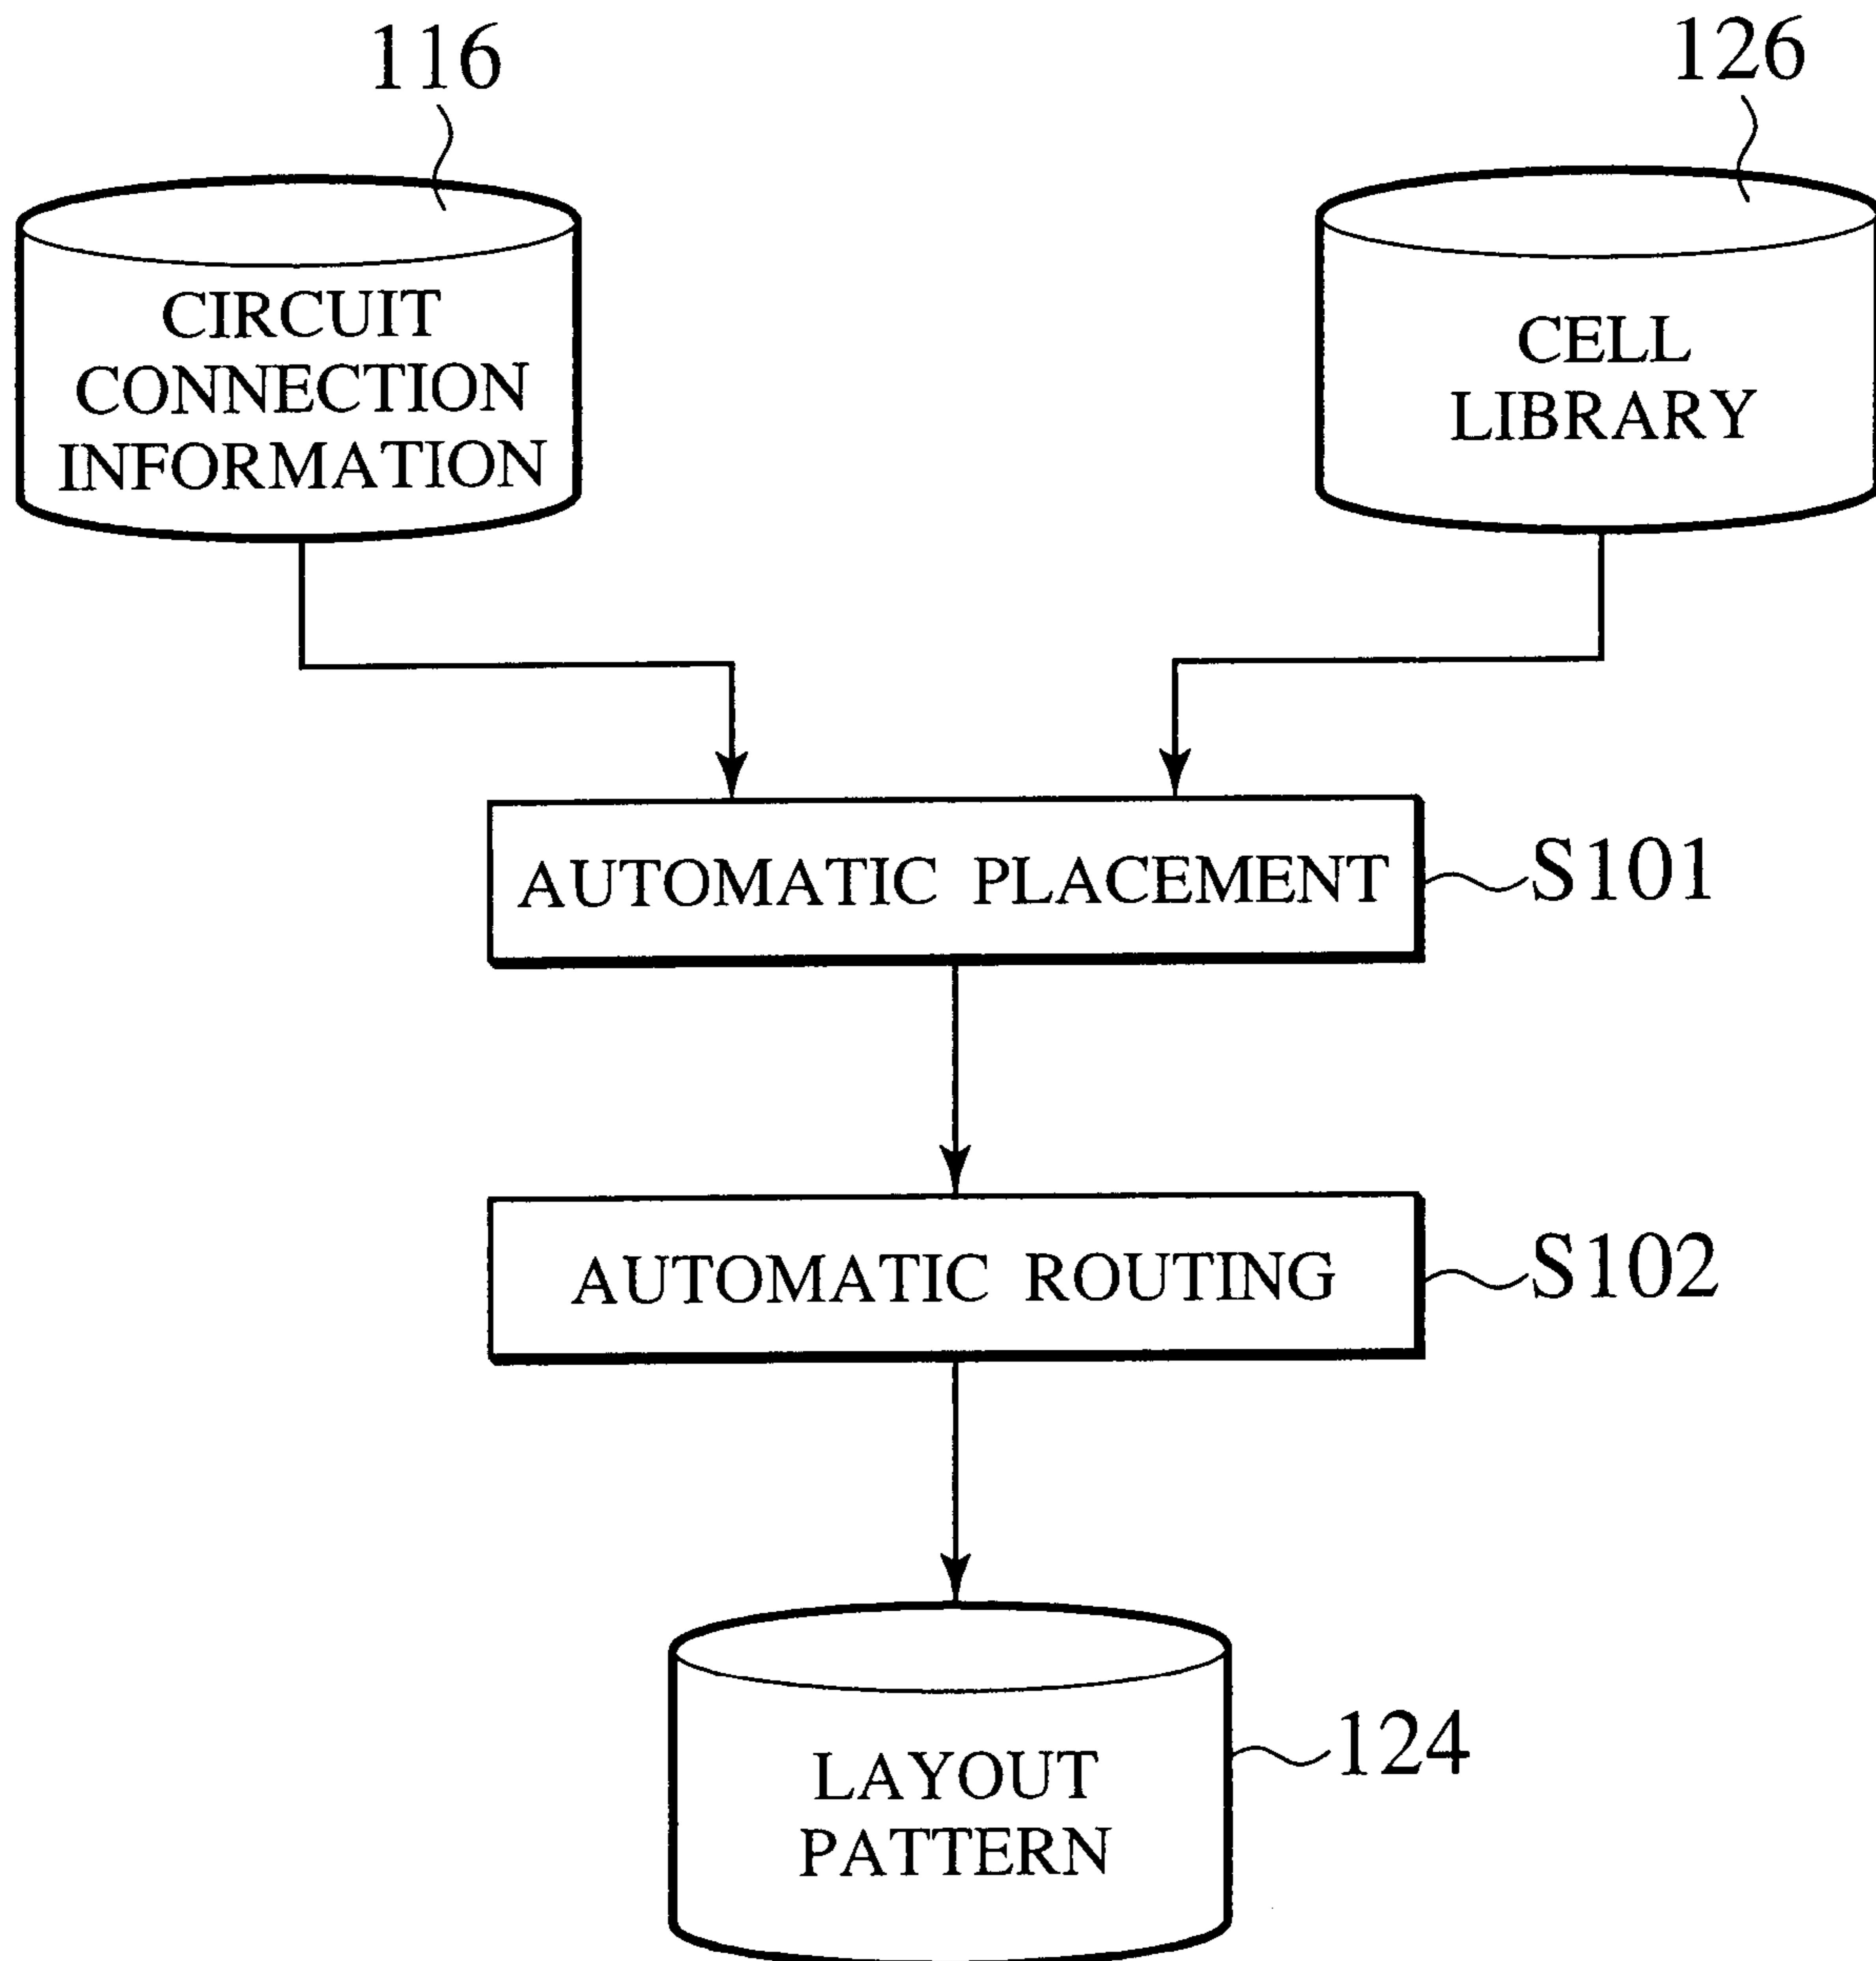 116
126
CIRCUIT
CONNECTION
INFORMATION
CELL
LIBRARY
AUTOMATIC PLACEMENT
S101
AUTOMATIC ROUTING
S102
LAYOUT
PATTERN
124